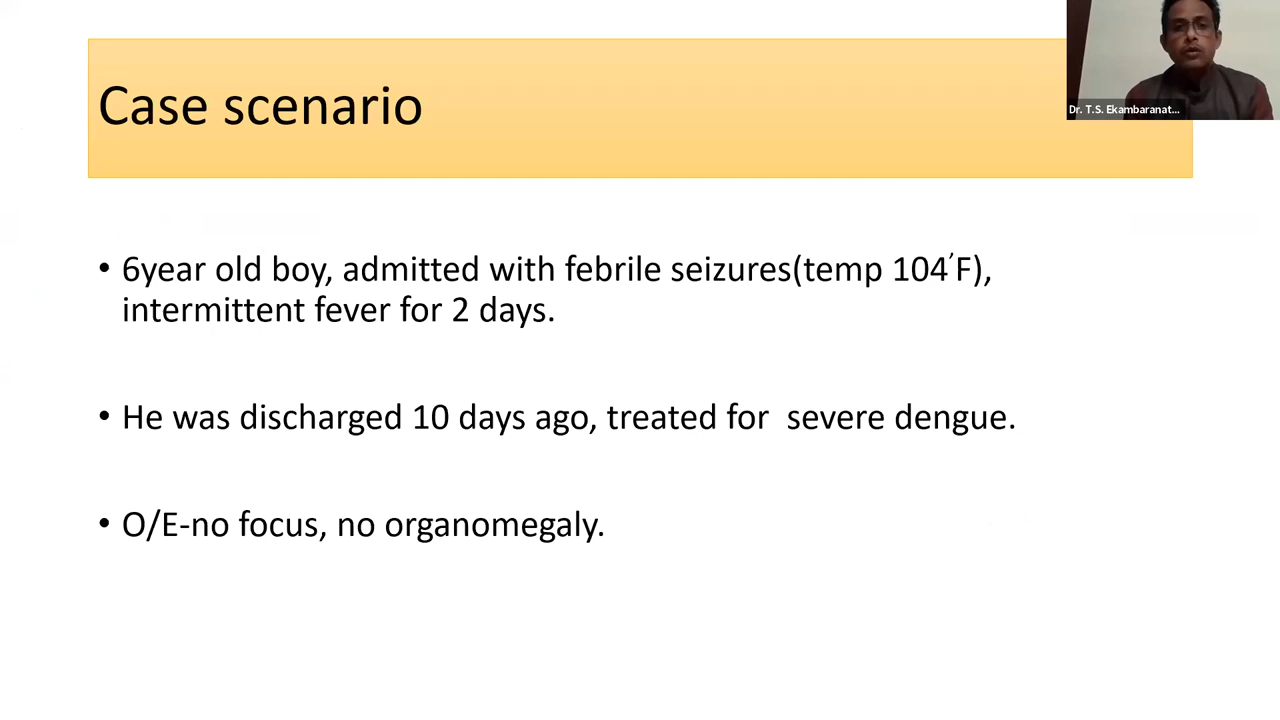 Case scenario
Dr. T.S. Ekambaranat...
• 6year old boy, admitted with febrile seizures(temp 104′F),
intermittent fever for 2 days.
• He was discharged 10 days ago, treated for  severe dengue.
• O/E-no focus, no organomegaly.